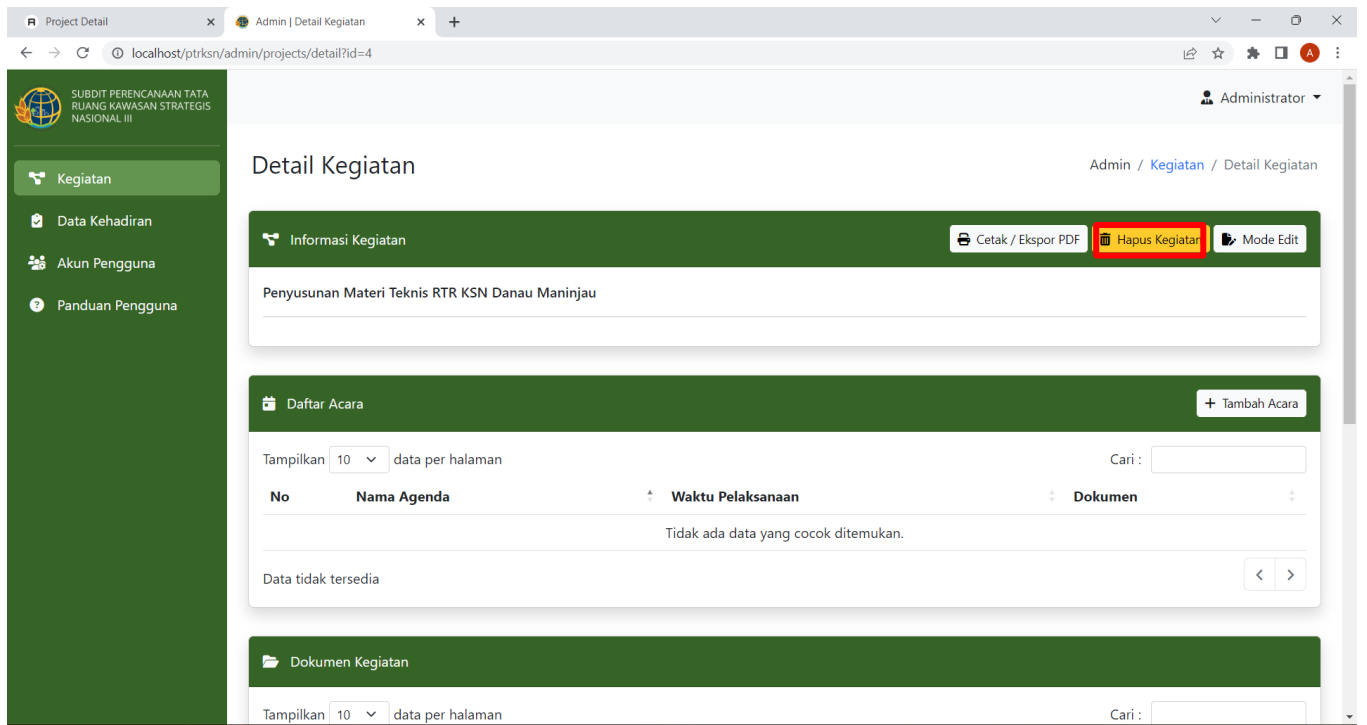 Project Detail
Admin | Detail Kegiatan
localhost/ptrksn/admin/projects/detail?id=4
A
SUBDIT PERENCANAAN TATA
RUANG KAWASAN STRATEGIS
NASIONAL III
Administrator
Kegiatan
Data Kehadiran
Akun Pengguna
Panduan Pengguna
Detail Kegiatan
Admin / Kegiatan / Detail Kegiatan
Informasi Kegiatan
Cetak / Ekspor PDF
Hapus Kegiatan
Mode Edit
Penyusunan Materi Teknis RTR KSN Danau Maninjau
Daftar Acara
+ Tambah Acara
Tampilkan 10 data per halaman
Cari :
No Nama Agenda Waktu Pelaksanaan Dokumen
Tidak ada data yang cocok ditemukan.
Data tidak tersedia
Dokumen Kegiatan
Tampilkan 10 data per halaman
Cari :